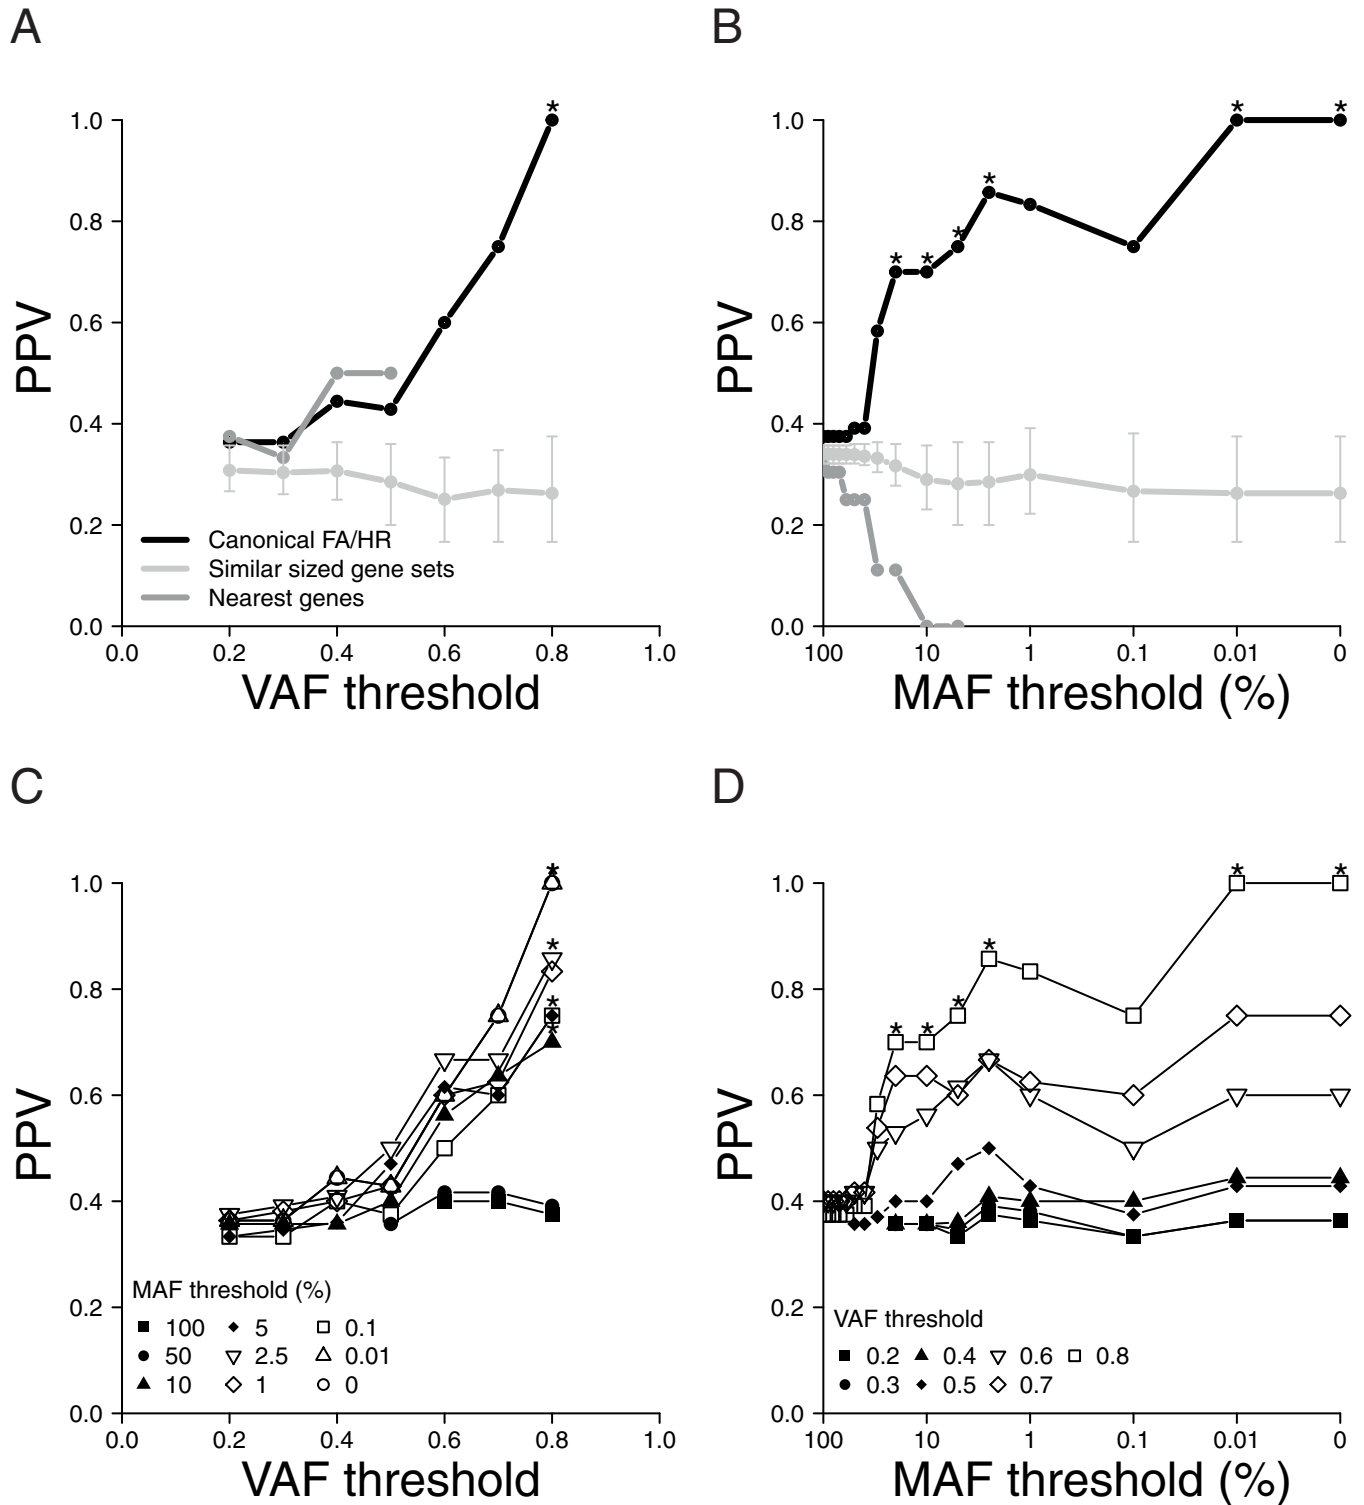 A
B
*
* *
1.0
1.0
*
0.8
0.8
*
* *
PPV
0.6
PPV
0.6
0.4
0.4
0.2
0.2
Canonical FA/HR
Similar sized gene sets
Nearest genes
0.0
0.0
0.0 0.2 0.4 0.6 0.8 1.0
100 10 1 0.1 0.01 0
VAF threshold
MAF threshold (%)
C
D
*
* *
1.0
1.0
*
*
0.8
0.8
*
*
* *
*
PPV
0.6
PPV
0.6
0.4
0.4
MAF threshold (%)
0.2
0.2
VAF threshold
100 5 0.1
50 2.5 0.01
10 1 0
0.2 0.4 0.6 0.8
0.3 0.5 0.7
0.0
0.0
0.0 0.2 0.4 0.6 0.8 1.0
100 10 1 0.1 0.01 0
VAF threshold
MAF threshold (%)